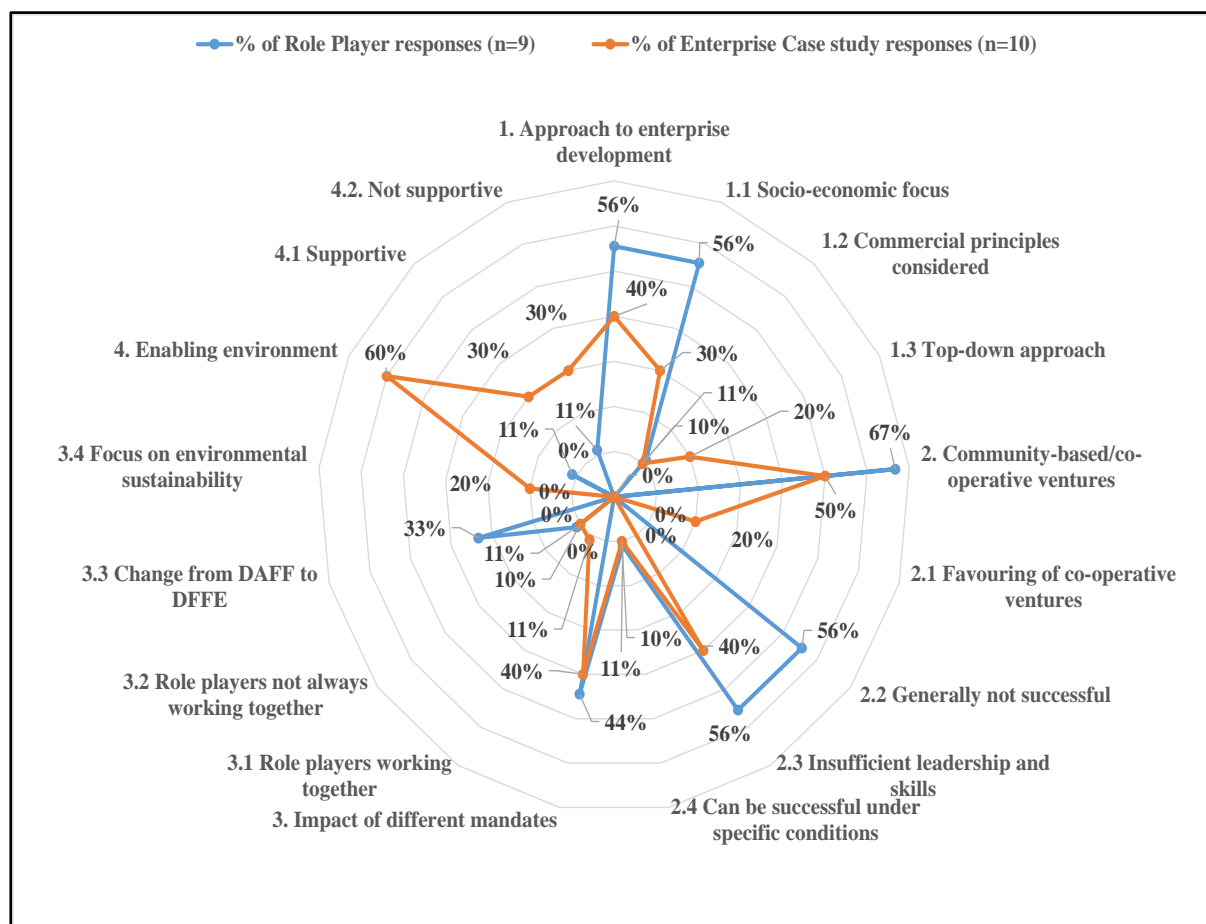 % of Role Player responses (n=9)
% of Enterprise Case study responses (n=10)
1. Approach to enterprise
development
4.2. Not supportive
1.1 Socio-economic focus
56%
4.1 Supportive
56%
1.2 Commercial principles
considered
40%
30%
4. Enabling environment
60%
30%
30%
1.3 Top-down approach
11%
20%
11%
10%
67%
3.4 Focus on environmental
sustainability
11%
0%
0%
2. Community-based/co-
operative ventures
20%
0%
0%
50%
33%
0%
0%
20%
3.3 Change from DAFF to
DFFE
11%
0%
2.1 Favouring of co-operative
ventures
10%
11%
10%
40%
56%
3.2 Role players not always
working together
40%
11%
2.2 Generally not successful
44%
56%
3.1 Role players working
together
2.3 Insufficient leadership and
skills
3. Impact of different mandates
2.4 Can be successful under
specific conditions